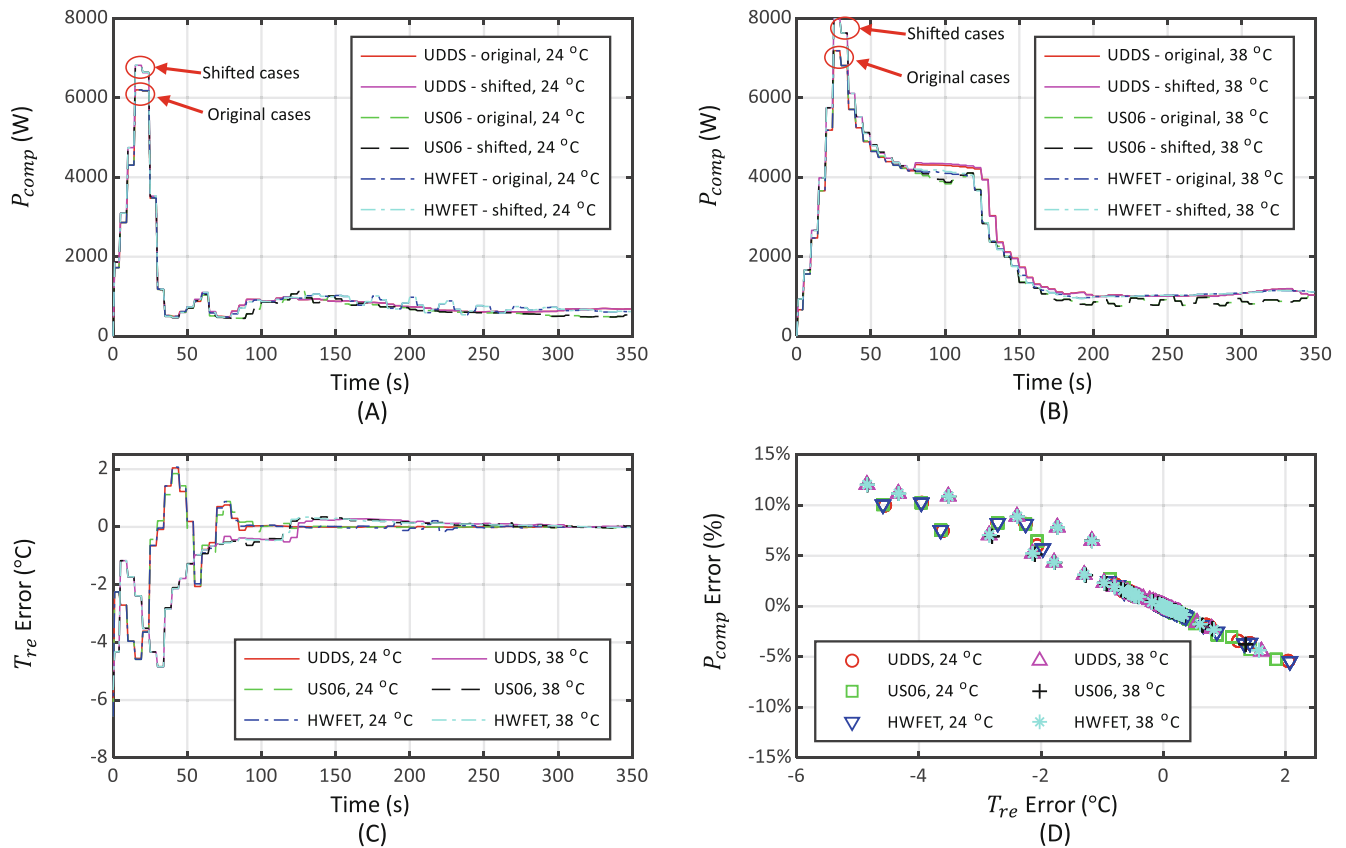 8000
6000
4000
2000
0
P_comp (W)
Shifted cases
Original cases
UDDS - original, 24 °C
UDDS - shifted, 24 °C
US06 - original, 24 °C
US06 - shifted, 24 °C
HWFET - original, 24 °C
HWFET - shifted, 24 °C
0 50 100 150 200 250 300 350
Time (s)
(A)
8000
6000
4000
2000
0
P_comp (W)
Shifted cases
Original cases
UDDS - original, 38 °C
UDDS - shifted, 38 °C
US06 - original, 38 °C
US06 - shifted, 38 °C
HWFET - original, 38 °C
HWFET - shifted, 38 °C
0 50 100 150 200 250 300 350
Time (s)
(B)
2
0
-2
-4
-6
-8
T_re Error (°C)
UDDS, 24 °C UDDS, 38 °C
US06, 24 °C US06, 38 °C
HWFET, 24 °C HWFET, 38 °C
0 50 100 150 200 250 300 350
Time (s)
(C)
15%
10%
5%
0%
-5%
-10%
-15%
P_comp Error (%)
UDDS, 24 °C UDDS, 38 °C
US06, 24 °C US06, 38 °C
HWFET, 24 °C HWFET, 38 °C
-6 -4 -2 0 2
T_re Error (°C)
(D)